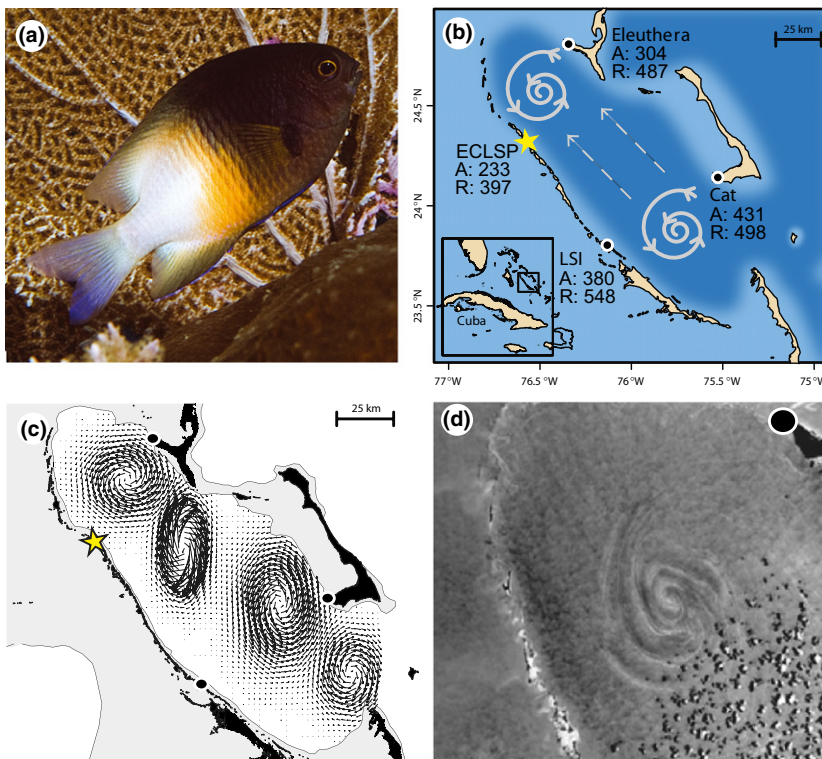 (a)
(b)
Eleuthera
A: 304
R: 487
25 km
ECLSP
A: 233
R: 397
Cat
A: 431
R: 498
LSI
A: 380
R: 548
Cuba
24.5°N
24°N
23.5°N
77°W
76.5°W
76°W
75.5°W
75°W
(c)
25 km
(d)